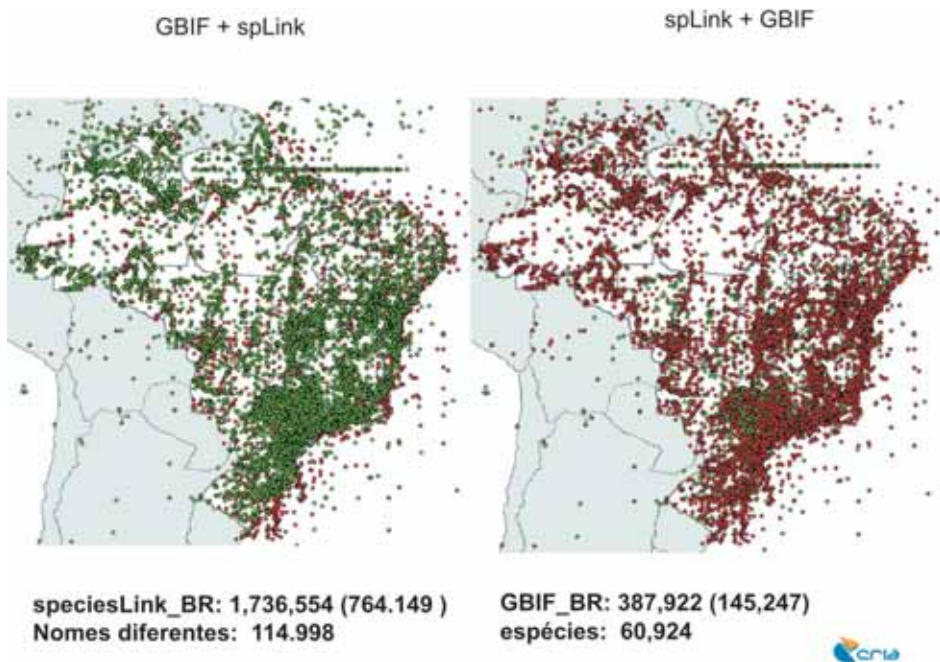 GBIF + spLink
spLink + GBIF
speciesLink_BR: 1,736,554 (764.149 )
Nomes diferentes: 114.998
GBIF_BR: 387,922 (145,247)
espécies: 60,924
cria